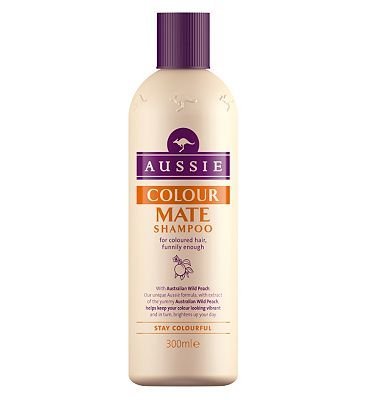 AUSSIE
COLOUR
MATE
SHAMPOO
for coloured hair,
funnily enough
With Australian Wild Peach
Our unique Aussie formula, with extract
of the yummy Australian Wild Peach,
helps keep your colour looking vibrant
and in turn, brightens up your day.
STAY COLOURFUL
300ml℮